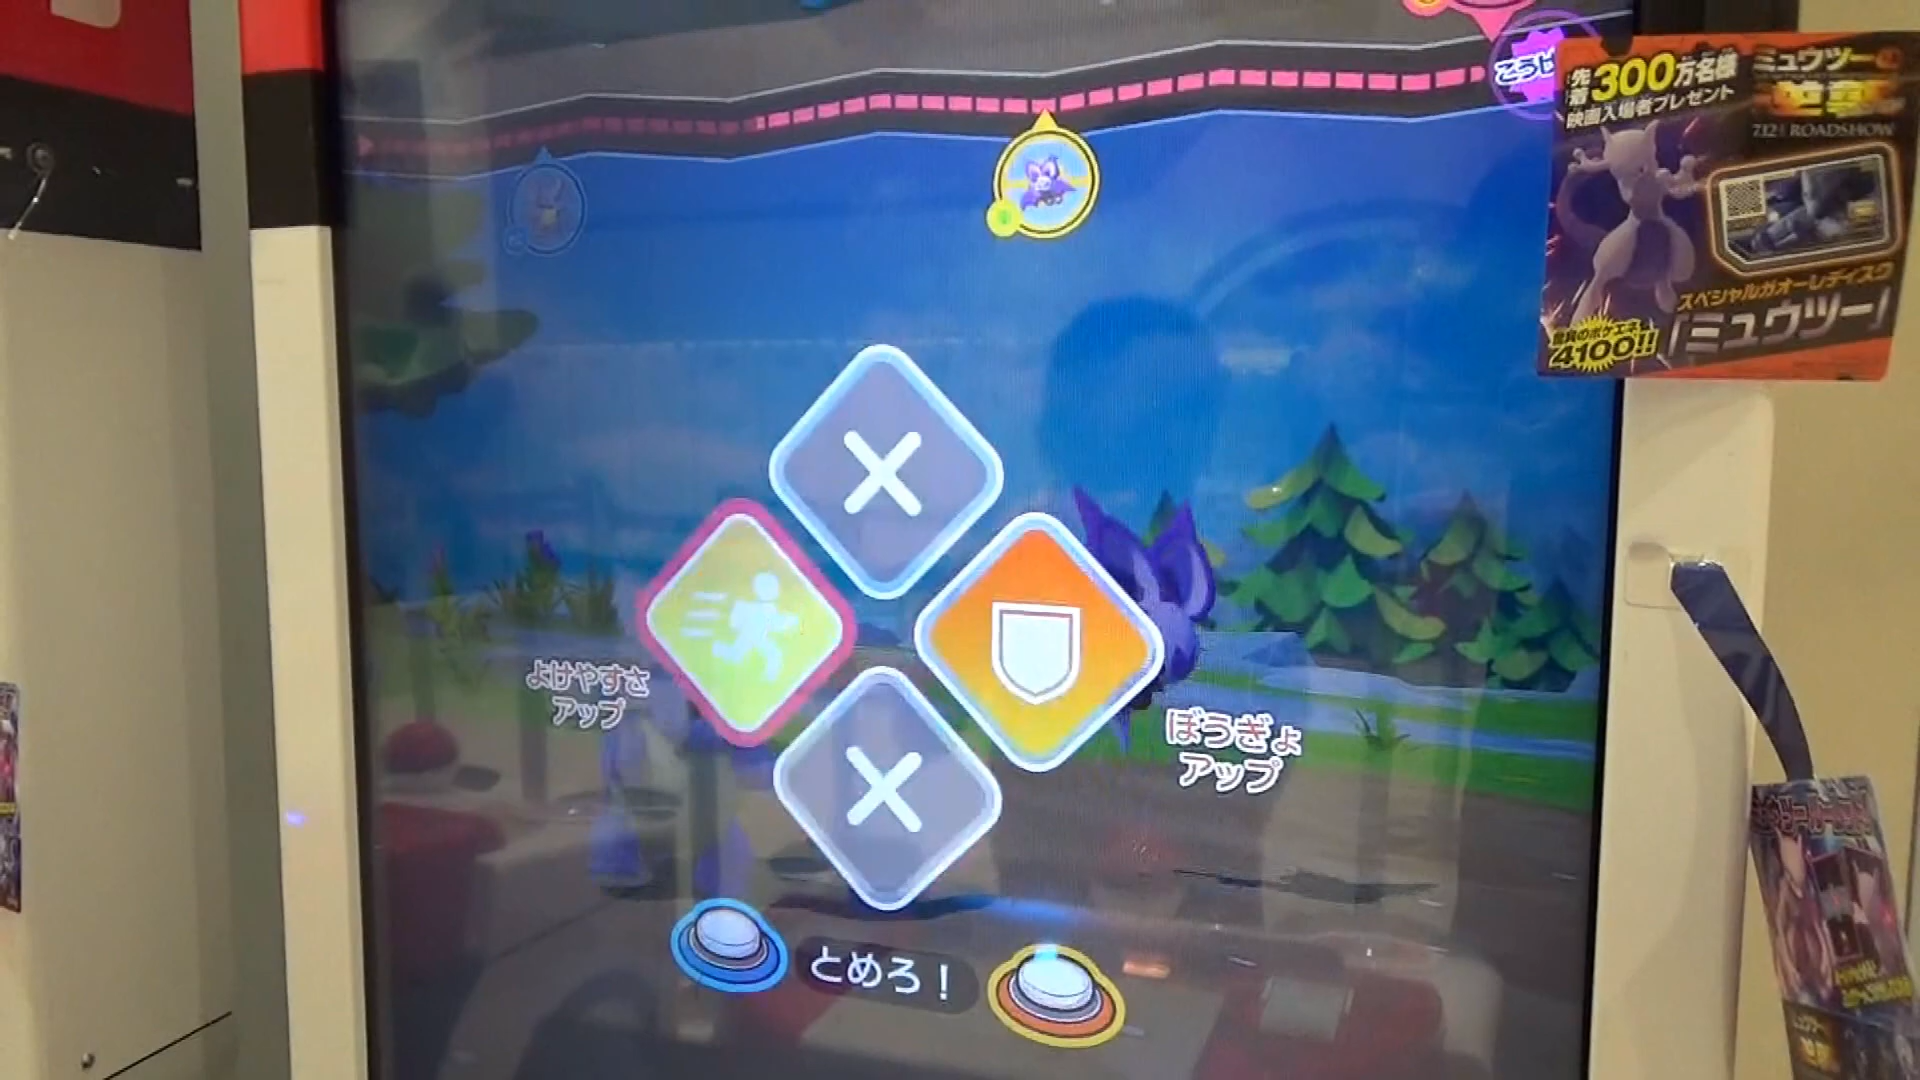 こうげ
先着300万名様
映画入場者プレゼント
ミュウツーの
逆襲
7.12 ROADSHOW
スペシャルガオーレディスク
「ミュウツー」
4100!!
よけやすさ
アップ
ぼうぎょ
アップ
とめろ！